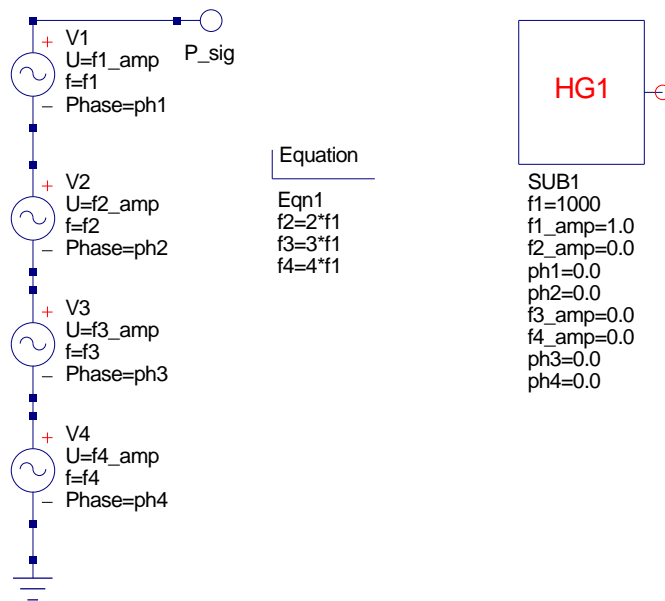 V1
U=f1_amp
f=f1
Phase=ph1
P_sig
V2
U=f2_amp
f=f2
Phase=ph2
V3
U=f3_amp
f=f3
Phase=ph3
V4
U=f4_amp
f=f4
Phase=ph4
Equation
Eqn1
f2=2*f1
f3=3*f1
f4=4*f1
HG1
SUB1
f1=1000
f1_amp=1.0
f2_amp=0.0
ph1=0.0
ph2=0.0
f3_amp=0.0
f4_amp=0.0
ph3=0.0
ph4=0.0